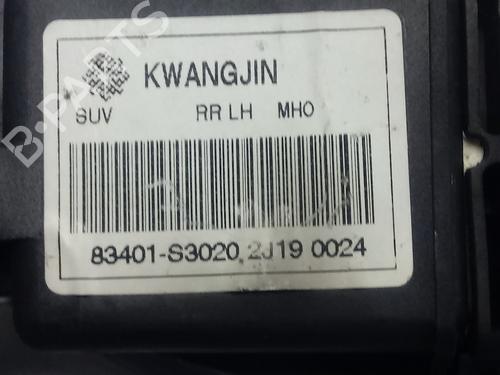 B-PARTS
KWANGJIN
SUV RR LH MHO
83401-S3020, 2J19 0024